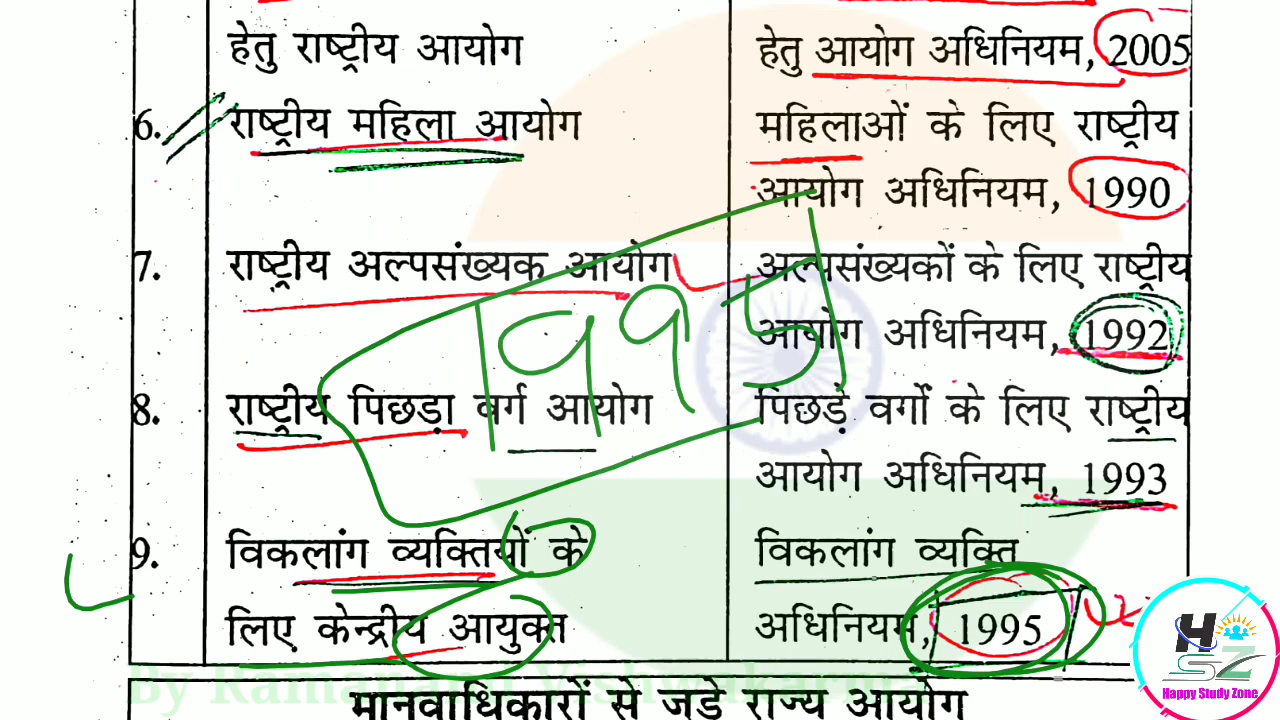 हेतु राष्ट्रीय आयोग
हेतु आयोग अधिनियम, 2005
6. राष्ट्रीय महिला आयोग
महिलाओं के लिए राष्ट्रीय
आयोग अधिनियम, 1990
7. राष्ट्रीय अल्पसंख्यक आयोग
अल्पसंख्यकों के लिए राष्ट्रीय
आयोग अधिनियम, 1992
1995
8. राष्ट्रीय पिछड़ा वर्ग आयोग
पिछड़े वर्गों के लिए राष्ट्रीय
आयोग अधिनियम, 1993
9. विकलांग व्यक्तियों के
लिए केन्द्रीय आयुक्त
विकलांग व्यक्ति
अधिनियम, 1995
मानवाधिकारों से जुड़े राज्य आयोग
HSZ
Happy Study Zone